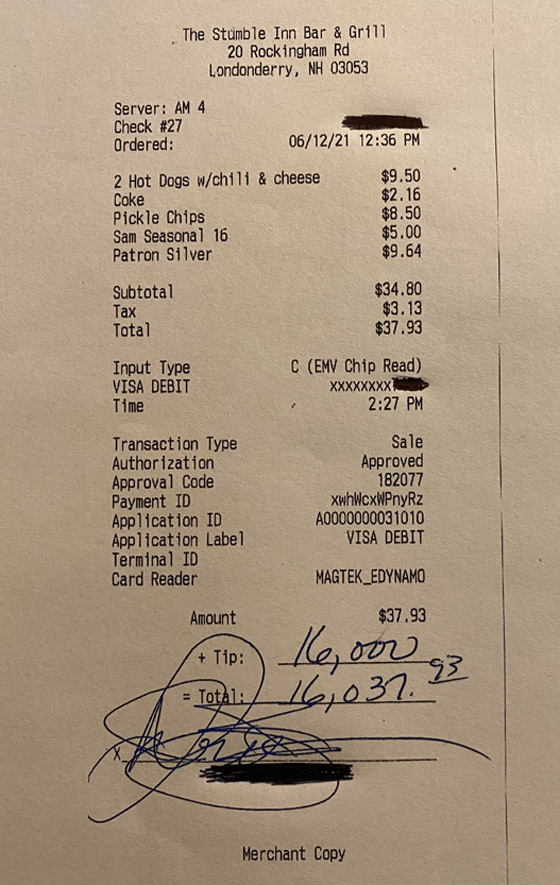 The Stumble Inn Bar & Grill
20 Rockingham Rd
Londonderry, NH 03053
Server: AM 4
Check #27
Ordered: 06/12/21 12:36 PM
2 Hot Dogs w/chili & cheese $9.50
Coke $2.16
Pickle Chips $8.50
Sam Seasonal 16 $5.00
Patron Silver $9.64
Subtotal $34.80
Tax $3.13
Total $37.93
Input Type C (EMV Chip Read)
VISA DEBIT xxxxxxxx
Time 2:27 PM
Transaction Type Sale
Authorization Approved
Approval Code 182077
Payment ID xwhWcxWPnyRz
Application ID A0000000031010
Application Label VISA DEBIT
Terminal ID
Card Reader MAGTEK_EDYNAMO
Amount $37.93
+ Tip: 16,000
= Total: 16,037.93
x
Merchant Copy